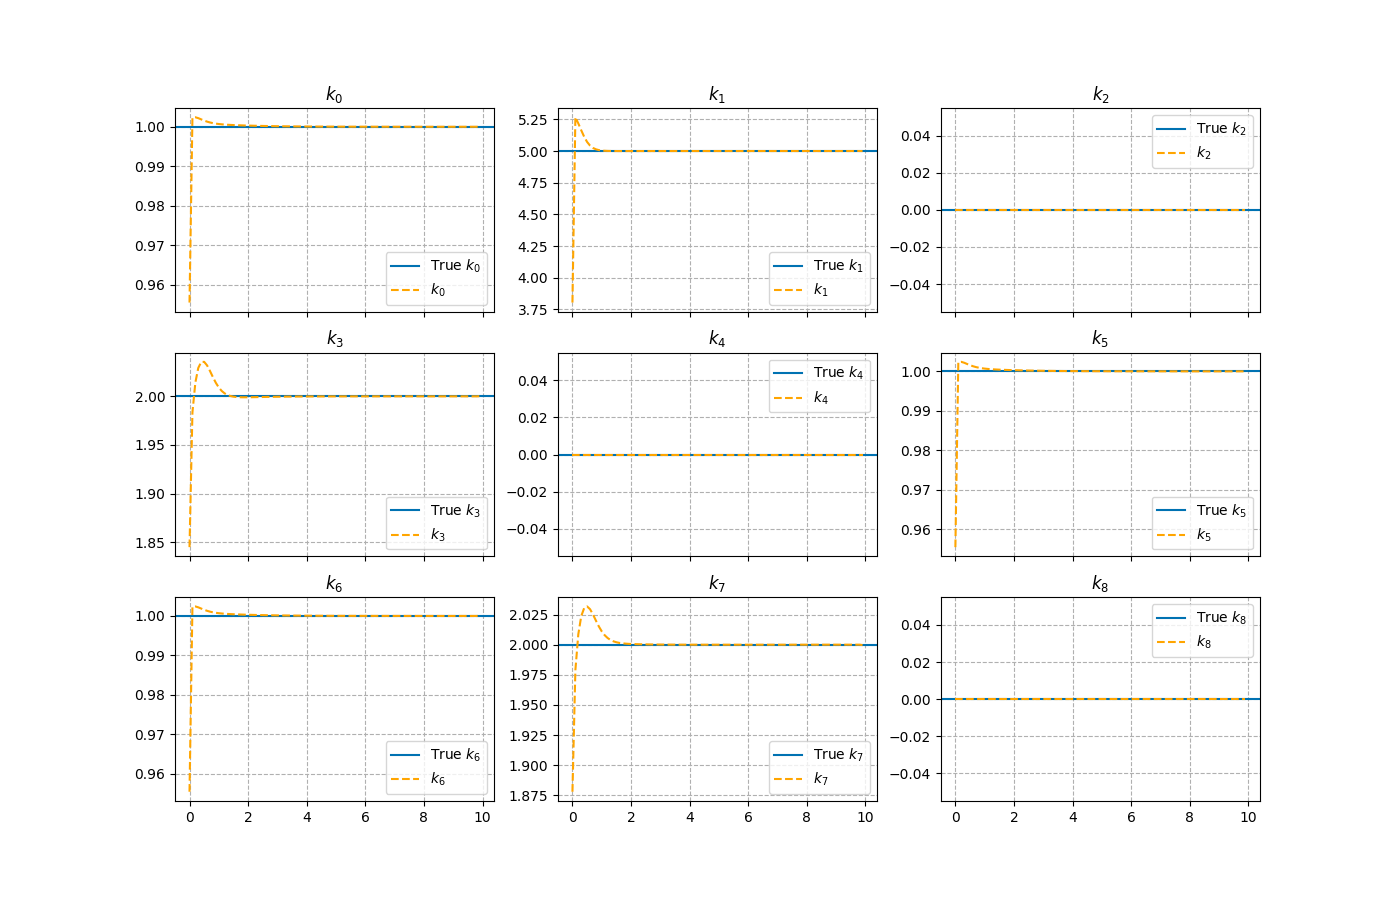 k₀
1.00
0.99
0.98
0.97
0.96
True k₀
k₀
k₁
5.25
5.00
4.75
4.50
4.25
4.00
3.75
True k₁
k₁
k₂
0.04
0.02
0.00
−0.02
−0.04
True k₂
k₂
k₃
2.00
1.95
1.90
1.85
True k₃
k₃
k₄
0.04
0.02
0.00
−0.02
−0.04
True k₄
k₄
k₅
1.00
0.99
0.98
0.97
0.96
True k₅
k₅
k₆
1.00
0.99
0.98
0.97
0.96
True k₆
k₆
0 2 4 6 8 10
k₇
2.025
2.000
1.975
1.950
1.925
1.900
1.875
True k₇
k₇
0 2 4 6 8 10
k₈
0.04
0.02
0.00
−0.02
−0.04
True k₈
k₈
0 2 4 6 8 10